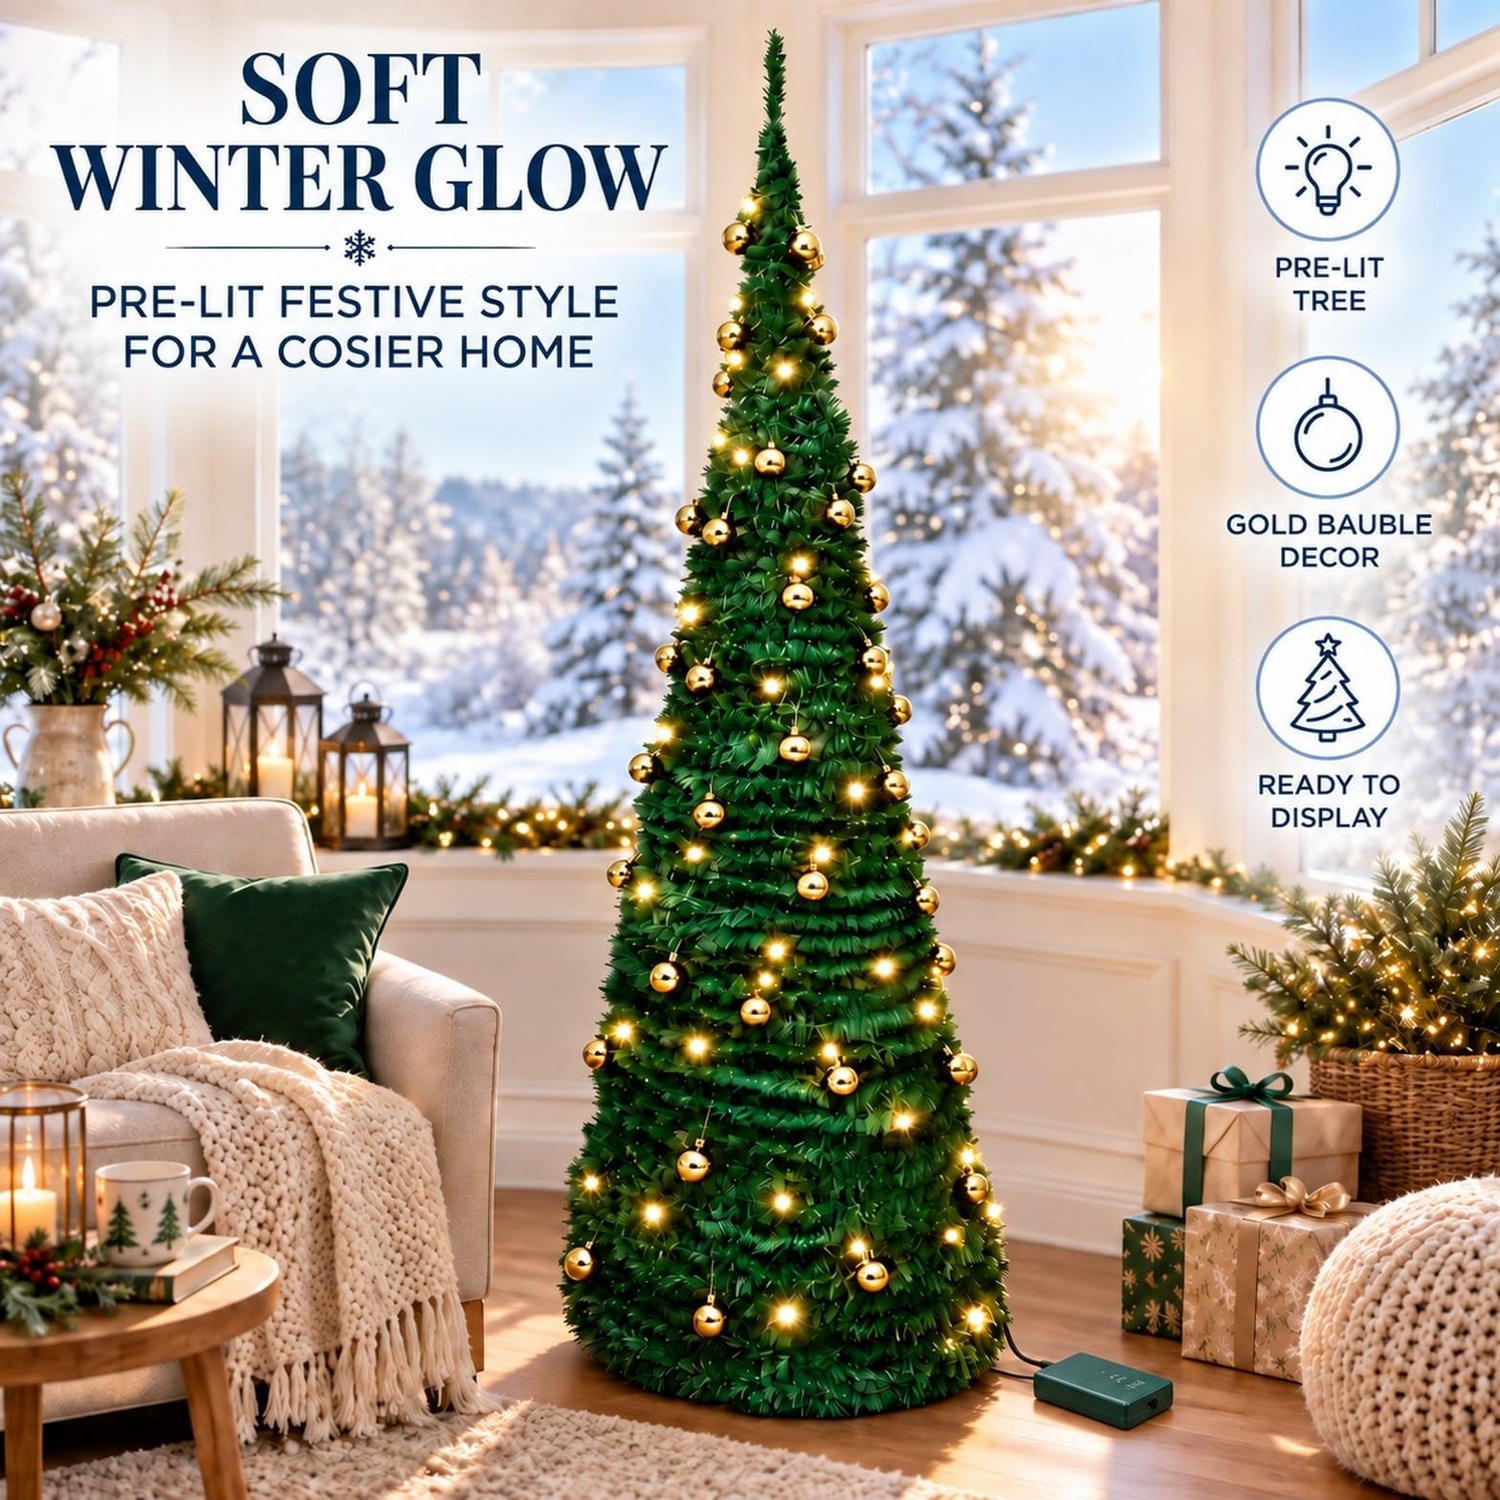 SOFT
WINTER GLOW
PRE-LIT FESTIVE STYLE
FOR A COSIER HOME
PRE-LIT
TREE
GOLD BAUBLE
DECOR
READY TO
DISPLAY